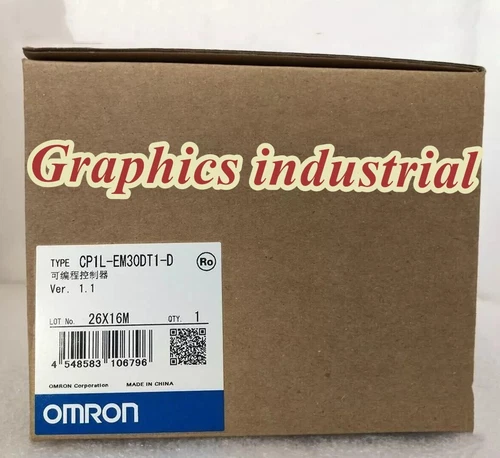 Graphics industrial
TYPE CP1L-EM30DT1-D Ro
可编程控制器
Ver. 1.1
LOT No. 26X16M QTY. 1
4 548583 106796
OMRON Corporation MADE IN CHINA
OMRON